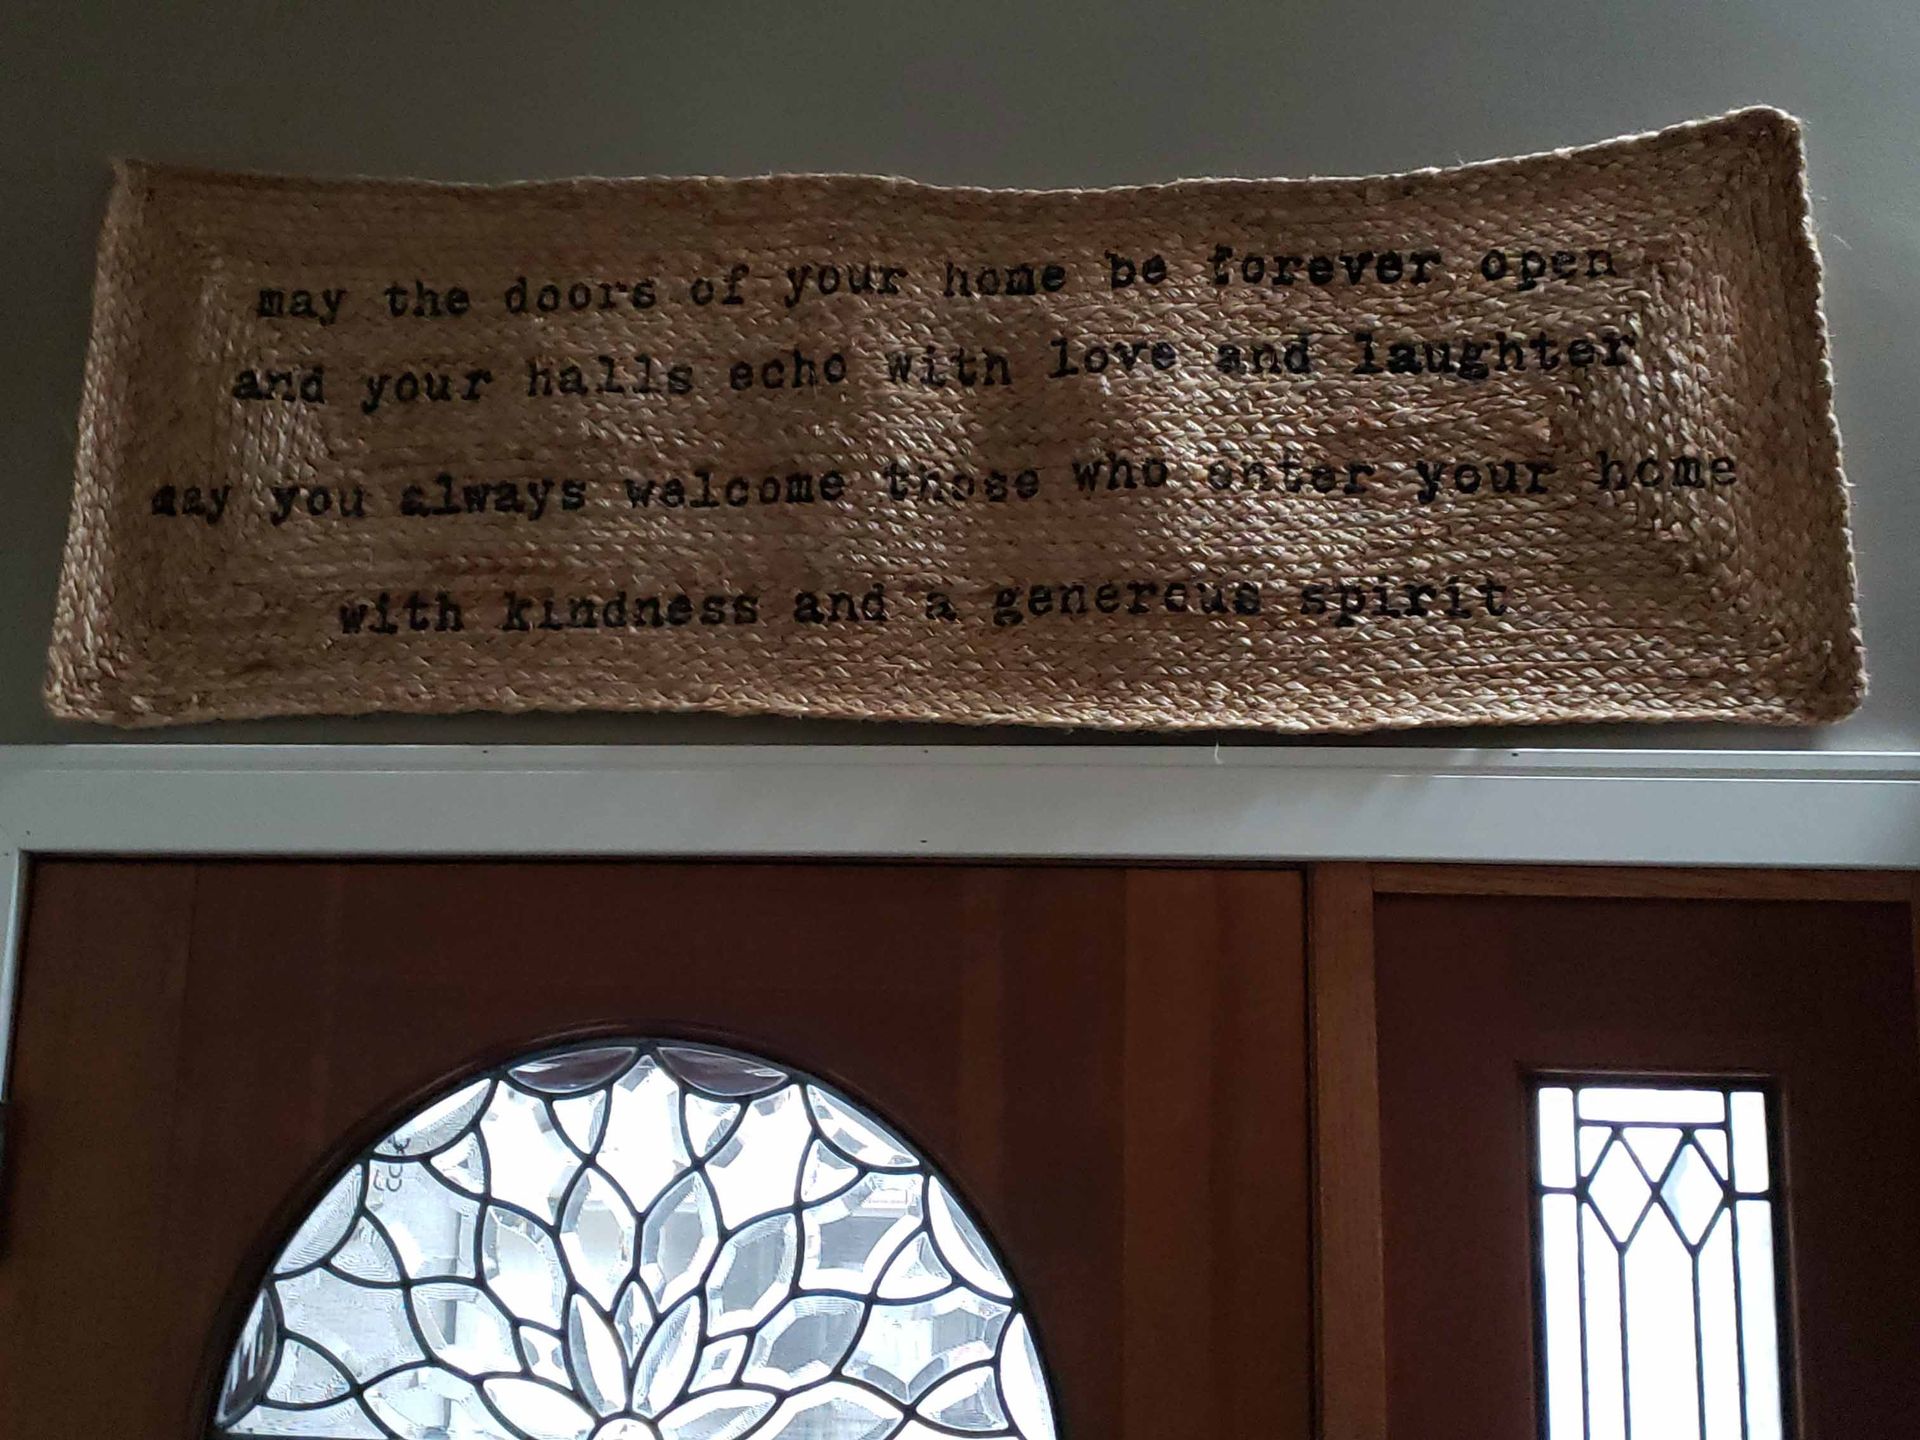 may the doors of your home be forever open
and your halls echo with love and laughter
may you always welcome those who enter your home
with kindness and a generous spirit